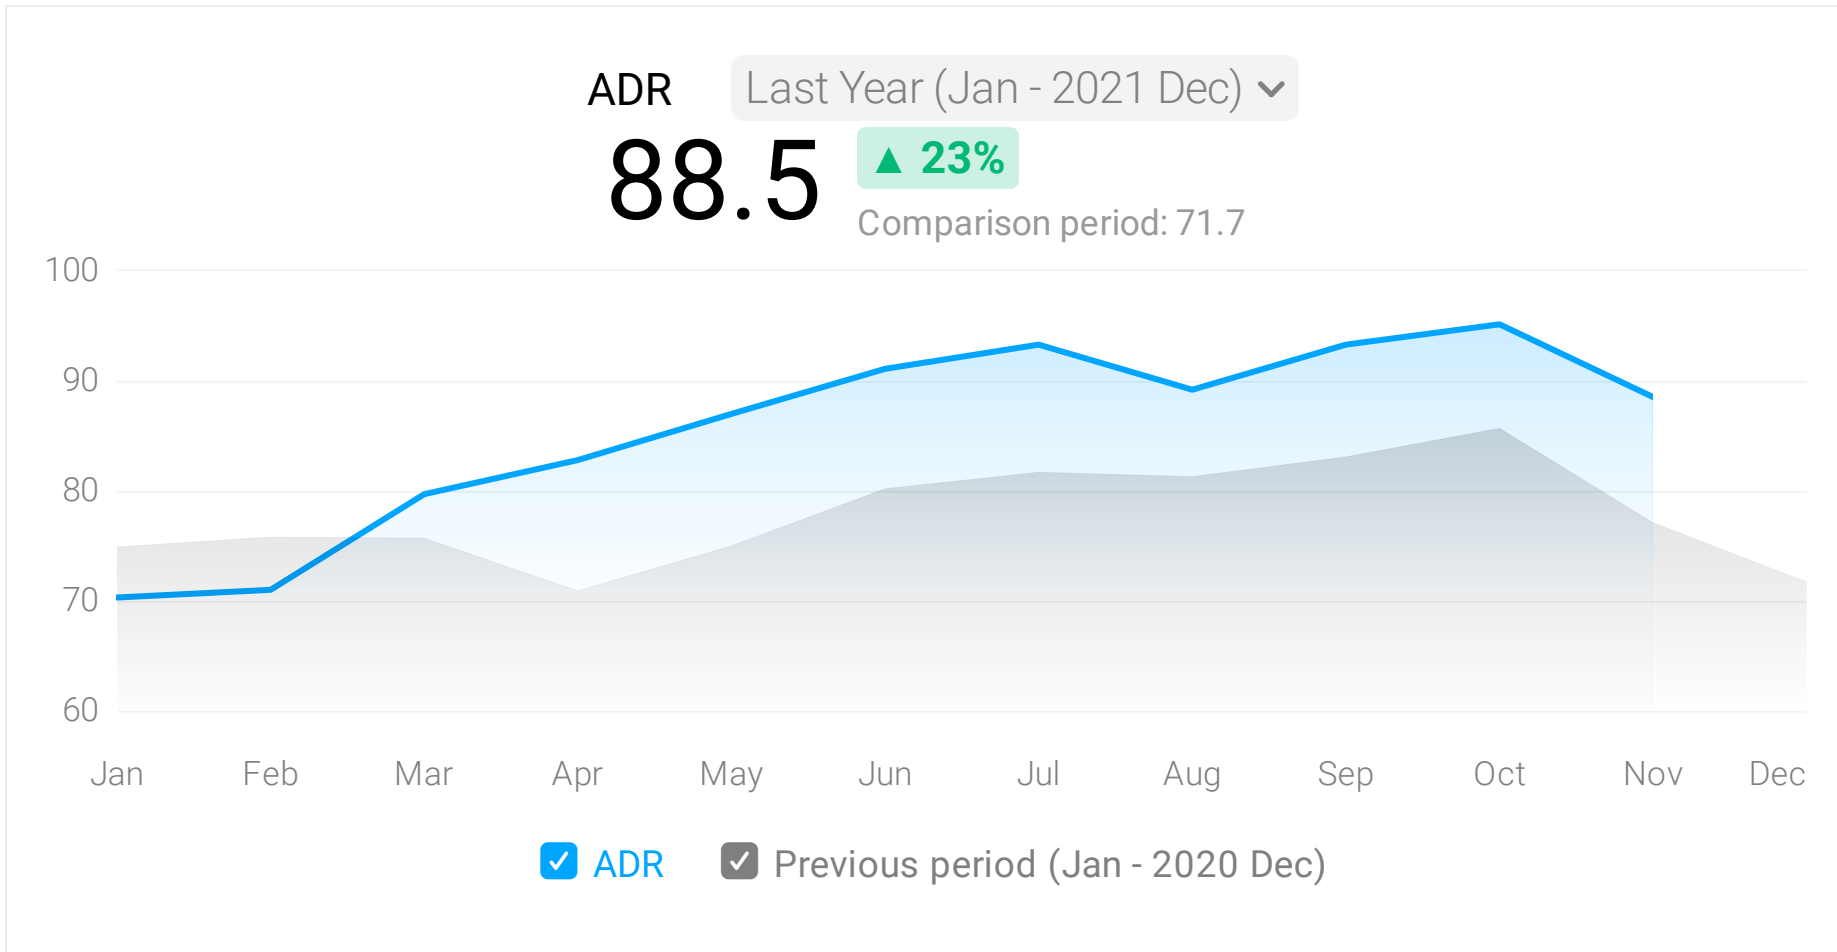 ADR Last Year (Jan - 2021 Dec)
88.5 ▲ 23%
Comparison period: 71.7
100
90
80
70
60
Jan Feb Mar Apr May Jun Jul Aug Sep Oct Nov Dec
ADR Previous period (Jan - 2020 Dec)